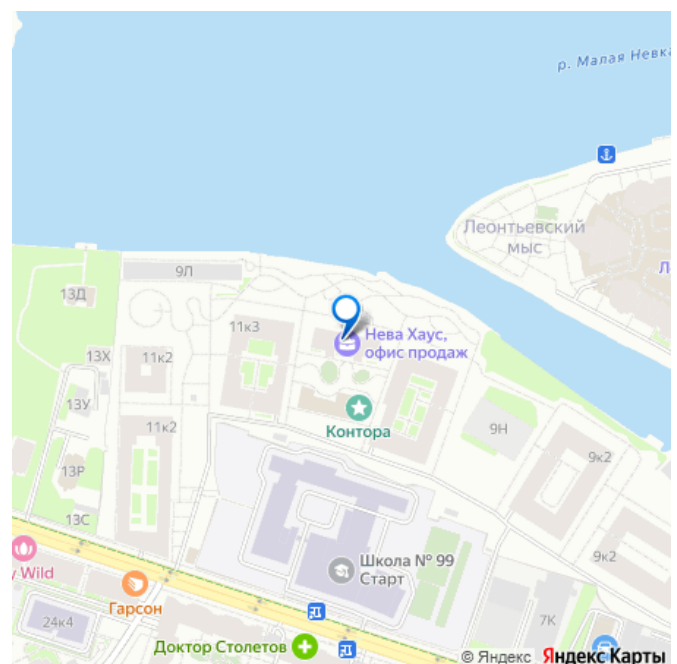 р. Малая Невка
Леонтьевский
мыс
Л
9Л
13Д
11к3
Нева Хаус,
офис продаж
13Х
11к2
13У
Контора
11к2
9Н
9к2
13Р
13С
Школа № 99
Старт
9к2
y Wild
Гарсон
24к4
7К
Доктор Столетов
© Яндекс Яндекс Карты